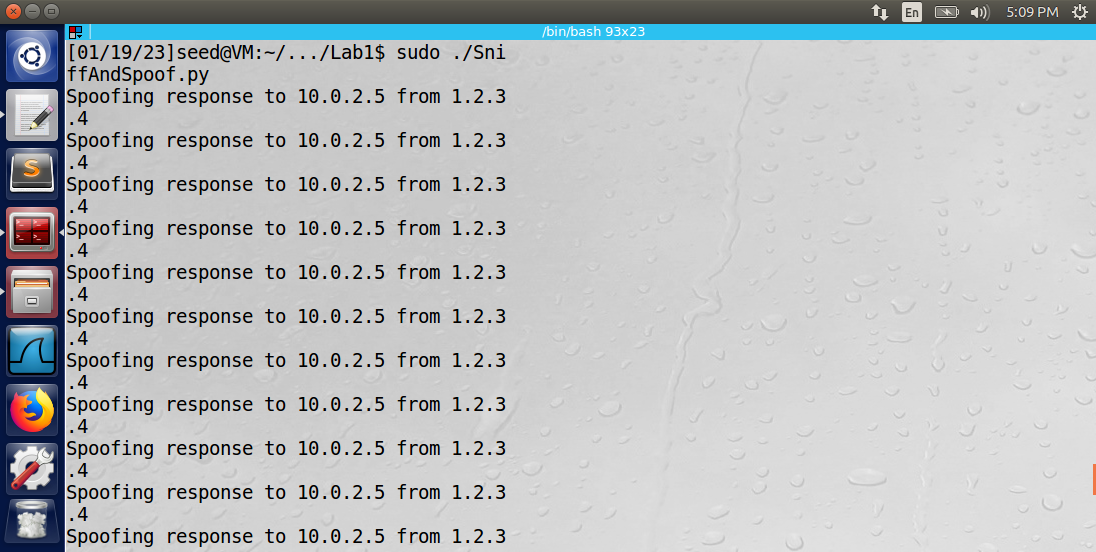 En
5:09 PM
/bin/bash 93x23
[01/19/23]seed@VM:~/.../Lab1$ sudo ./Sni
ffAndSpoof.py
Spoofing response to 10.0.2.5 from 1.2.3
.4
Spoofing response to 10.0.2.5 from 1.2.3
.4
Spoofing response to 10.0.2.5 from 1.2.3
.4
Spoofing response to 10.0.2.5 from 1.2.3
.4
Spoofing response to 10.0.2.5 from 1.2.3
.4
Spoofing response to 10.0.2.5 from 1.2.3
.4
Spoofing response to 10.0.2.5 from 1.2.3
.4
Spoofing response to 10.0.2.5 from 1.2.3
.4
Spoofing response to 10.0.2.5 from 1.2.3
.4
Spoofing response to 10.0.2.5 from 1.2.3
.4
Spoofing response to 10.0.2.5 from 1.2.3